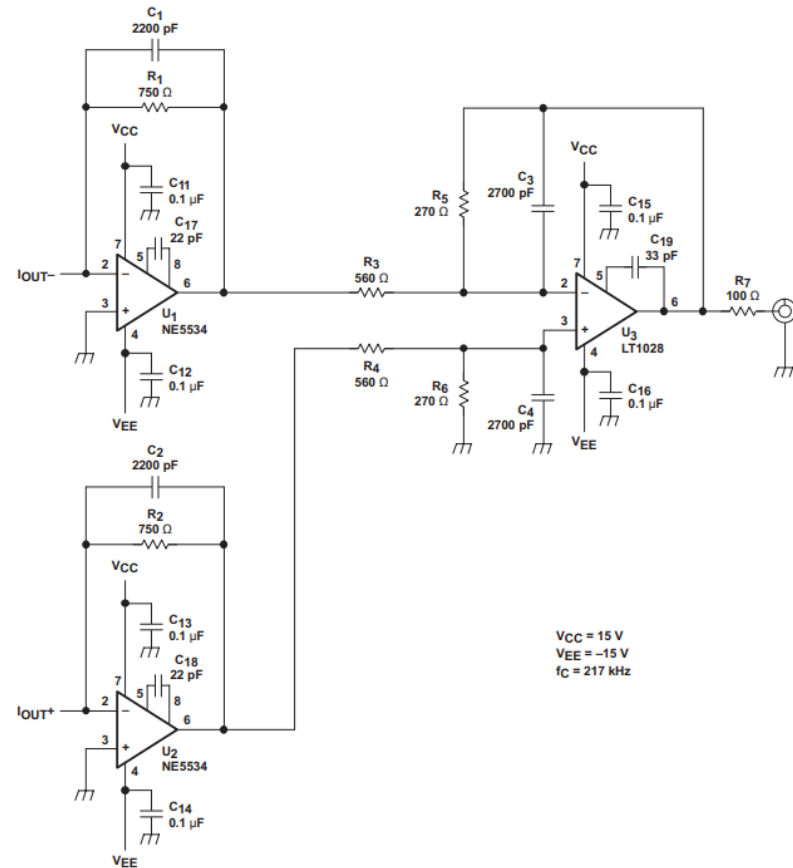 C1
2200 pF
R1
750 Ω
VCC
C11
0.1 µF
C17
22 pF
7
5
8
IOUT–
2
–
6
3
+
U1
NE5534
4
C12
0.1 µF
VEE
R3
560 Ω
R4
560 Ω
R5
270 Ω
C3
2700 pF
VCC
C15
0.1 µF
C19
33 pF
7
5
2
–
6
3
+
U3
LT1028
4
R7
100 Ω
R6
270 Ω
C4
2700 pF
C16
0.1 µF
VEE
C2
2200 pF
R2
750 Ω
VCC
C13
0.1 µF
C18
22 pF
7
5
8
IOUT+
2
–
6
3
+
U2
NE5534
4
C14
0.1 µF
VEE
VCC = 15 V
VEE = –15 V
fC = 217 kHz